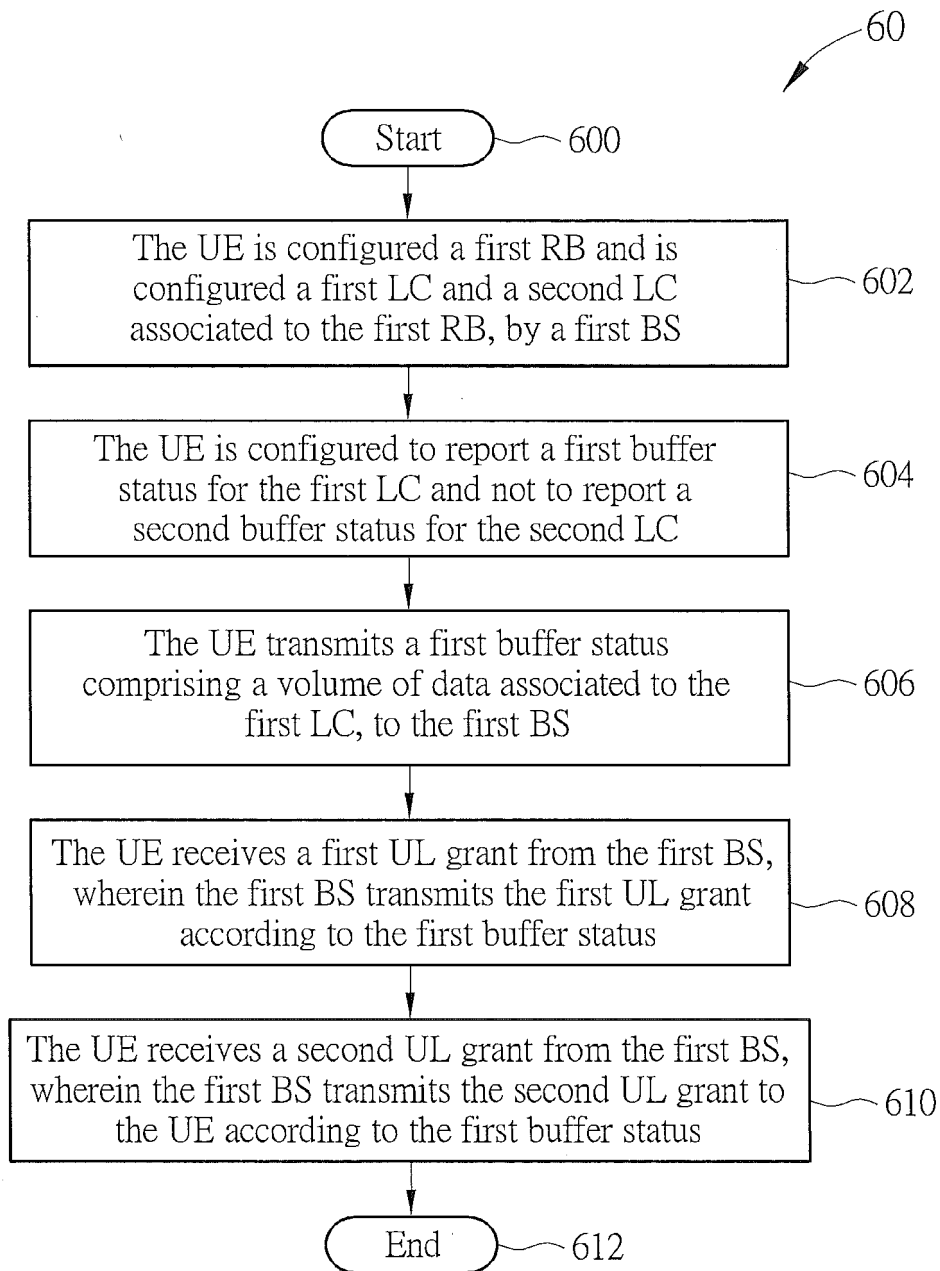 60
Start
600
The UE is configured a first RB and is
configured a first LC and a second LC
associated to the first RB, by a first BS
602
The UE is configured to report a first buffer
status for the first LC and not to report a
second buffer status for the second LC
604
The UE transmits a first buffer status
comprising a volume of data associated to the
first LC, to the first BS
606
The UE receives a first UL grant from the first BS,
wherein the first BS transmits the first UL grant
according to the first buffer status
608
The UE receives a second UL grant from the first BS,
wherein the first BS transmits the second UL grant to
the UE according to the first buffer status
610
End
612